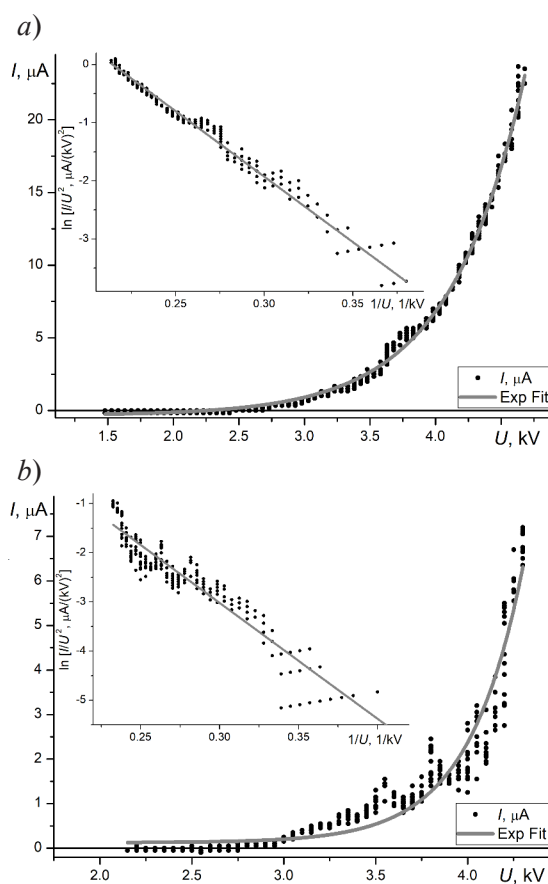 a)
I, µA
20
15
10
5
0
1.5 2.0 2.5 3.0 3.5 4.0 4.5
U, kV
I, µA
Exp Fit
ln [I/U², µA/(kV)²]
0
-1
-2
-3
0.25 0.30 0.35
1/U, 1/kV
b)
I, µA
7
6
5
4
3
2
1
0
2.0 2.5 3.0 3.5 4.0
U, kV
I, µA
Exp Fit
ln [I/U², µA/(kV)²]
-1
-2
-3
-4
-5
0.25 0.30 0.35
1/U, 1/kV